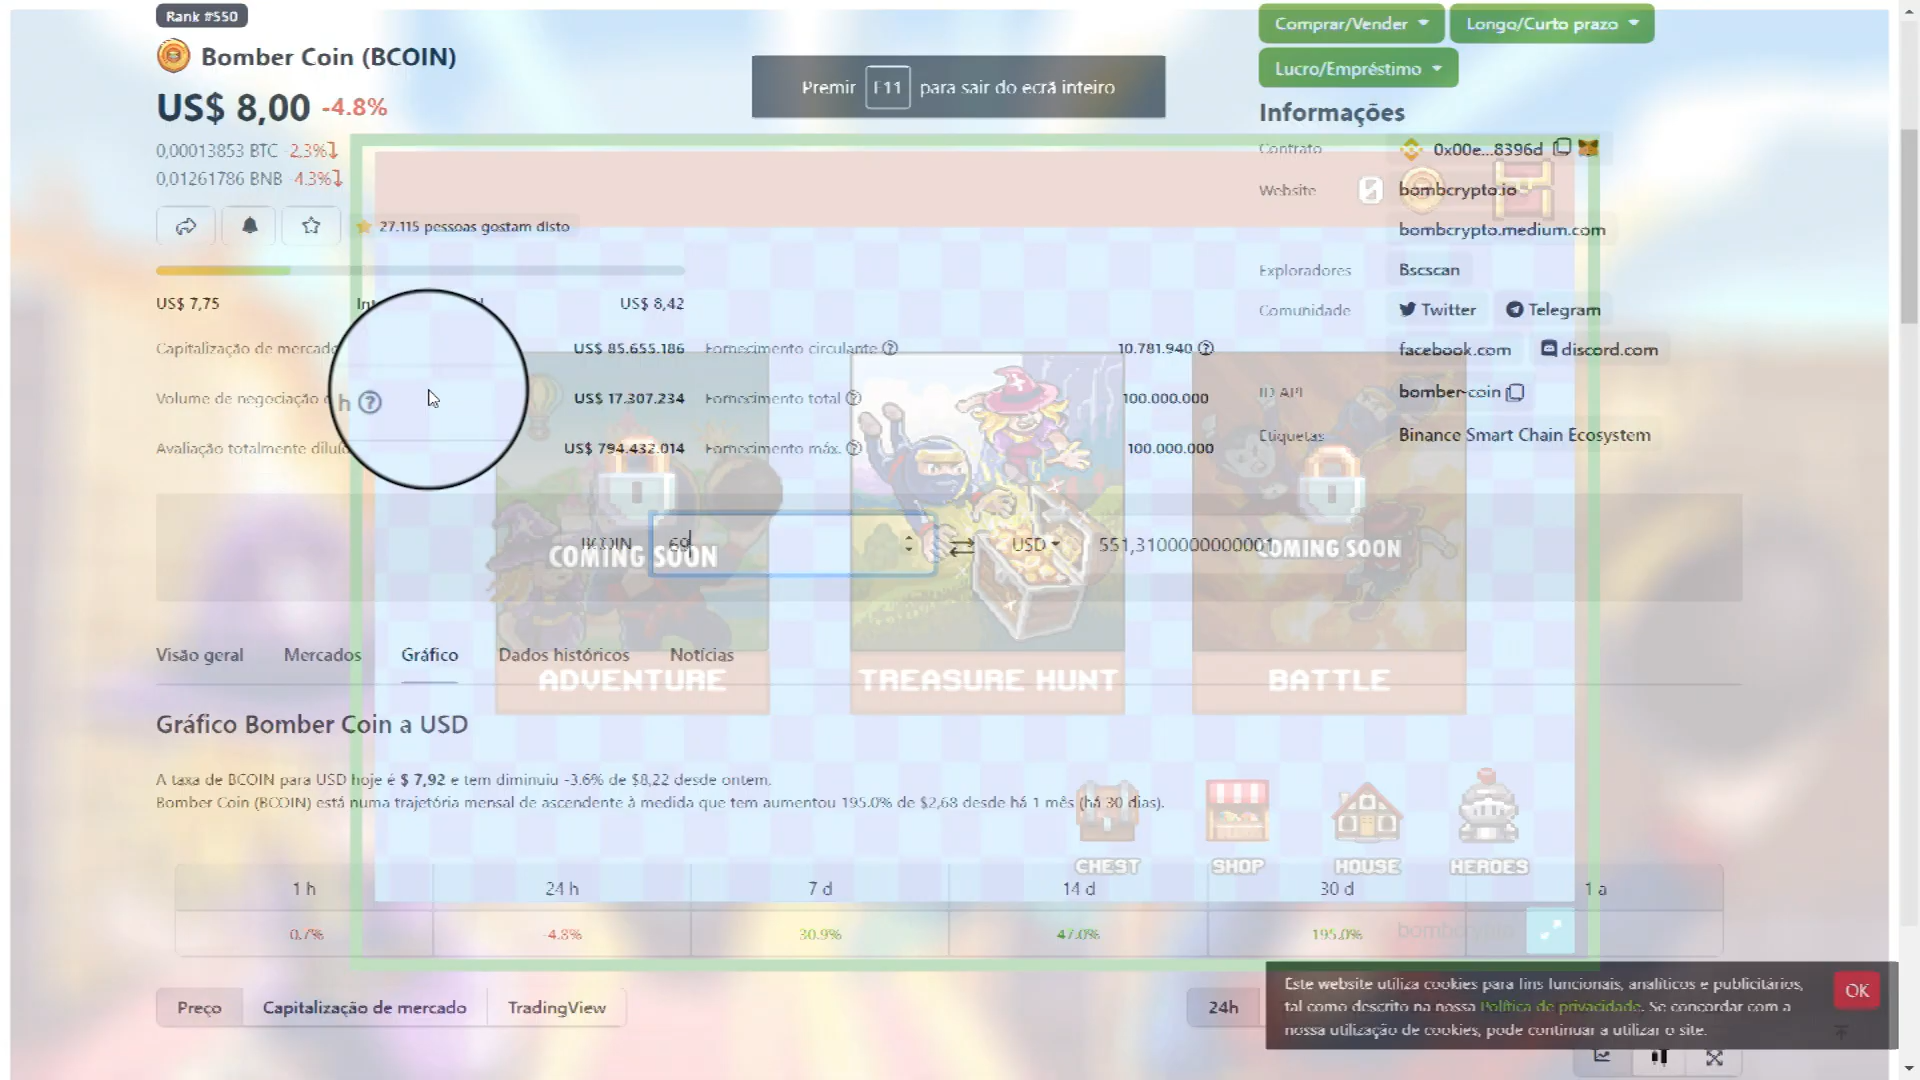 Rank #550
Bomber Coin (BCOIN)
US$ 8,00 -4.8%
0,00013853 BTC -2.3%
0,01261786 BNB -4.3%
27.115 pessoas gostam disto
US$ 7,75
US$ 8,42
Capitalização de mercado
US$ 85.655.186
Volume de negociação
h
US$ 17.307.234
Avaliação totalmente
US$ 794.432.014
Fornecimento circulante
10.781.940
Fornecimento total
100.000.000
Fornecimento máx.
100.000.000
Premir F11 para sair do ecrã inteiro
Comprar/Vender
Longo/Curto prazo
Lucro/Empréstimo
Informações
Contrato
0x00e...8396d
Website
bombcrypto.io
bombcrypto.medium.com
Exploradores
Bscscan
Comunidade
Twitter
Telegram
facebook.com
discord.com
ID API
bomber-coin
Etiquetas
Binance Smart Chain Ecosystem
BCOIN
69
USD
551,3100000000001
COMING SOON
COMING SOON
ADVENTURE
TREASURE HUNT
BATTLE
Visão geral
Mercados
Gráfico
Dados históricos
Notícias
Gráfico Bomber Coin a USD
A taxa de BCOIN para USD hoje é $ 7,92 e tem diminuiu -3.6% de $8,22 desde ontem.
Bomber Coin (BCOIN) está numa trajetória mensal de ascendente à medida que tem aumentou 195.0% de $2,68 desde há 1 mês (há 30 dias).
CHEST
SHOP
HOUSE
HEROES
1 h
24 h
7 d
14 d
30 d
1 a
0.7%
-4.8%
30.9%
47.0%
195.0%
bombcrypto
Preço
Capitalização de mercado
TradingView
24h
Este website utiliza cookies para fins funcionais, analíticos e publicitários,
tal como descrito na nossa Política de privacidade. Se concordar com a
nossa utilização de cookies, pode continuar a utilizar o site.
OK